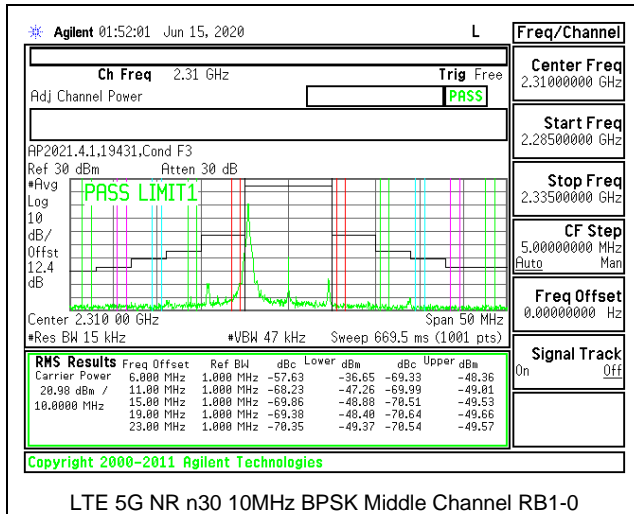 Agilent 01:52:01 Jun 15, 2020 L
Freq/Channel
Ch Freq 2.31 GHz Trig Free
Adj Channel Power PASS
Center Freq
2.31000000 GHz
Start Freq
2.28500000 GHz
Stop Freq
2.33500000 GHz
CF Step
5.00000000 MHz
Auto Man
Freq Offset
0.00000000 Hz
Signal Track
On Off
AP2021.4.1,19431,Cond F3
Ref 30 dBm Atten 30 dB
#Avg
Log
10
dB/
Offst
12.4
dB
PASS LIMIT1
Center 2.310 00 GHz Span 50 MHz
#Res BW 15 kHz #VBW 47 kHz Sweep 669.5 ms (1001 pts)
RMS Results Freq Offset Ref BW dBc Lower dBm dBc Upper dBm
Carrier Power 6.000 MHz 1.000 MHz -57.63 -36.65 -69.33 -48.36
20.98 dBm / 11.00 MHz 1.000 MHz -68.23 -47.26 -69.99 -49.01
10.0000 MHz 15.00 MHz 1.000 MHz -69.86 -48.88 -70.51 -49.53
19.00 MHz 1.000 MHz -69.38 -48.40 -70.64 -49.66
23.00 MHz 1.000 MHz -70.35 -49.37 -70.54 -49.57
Copyright 2000-2011 Agilent Technologies
LTE 5G NR n30 10MHz BPSK Middle Channel RB1-0